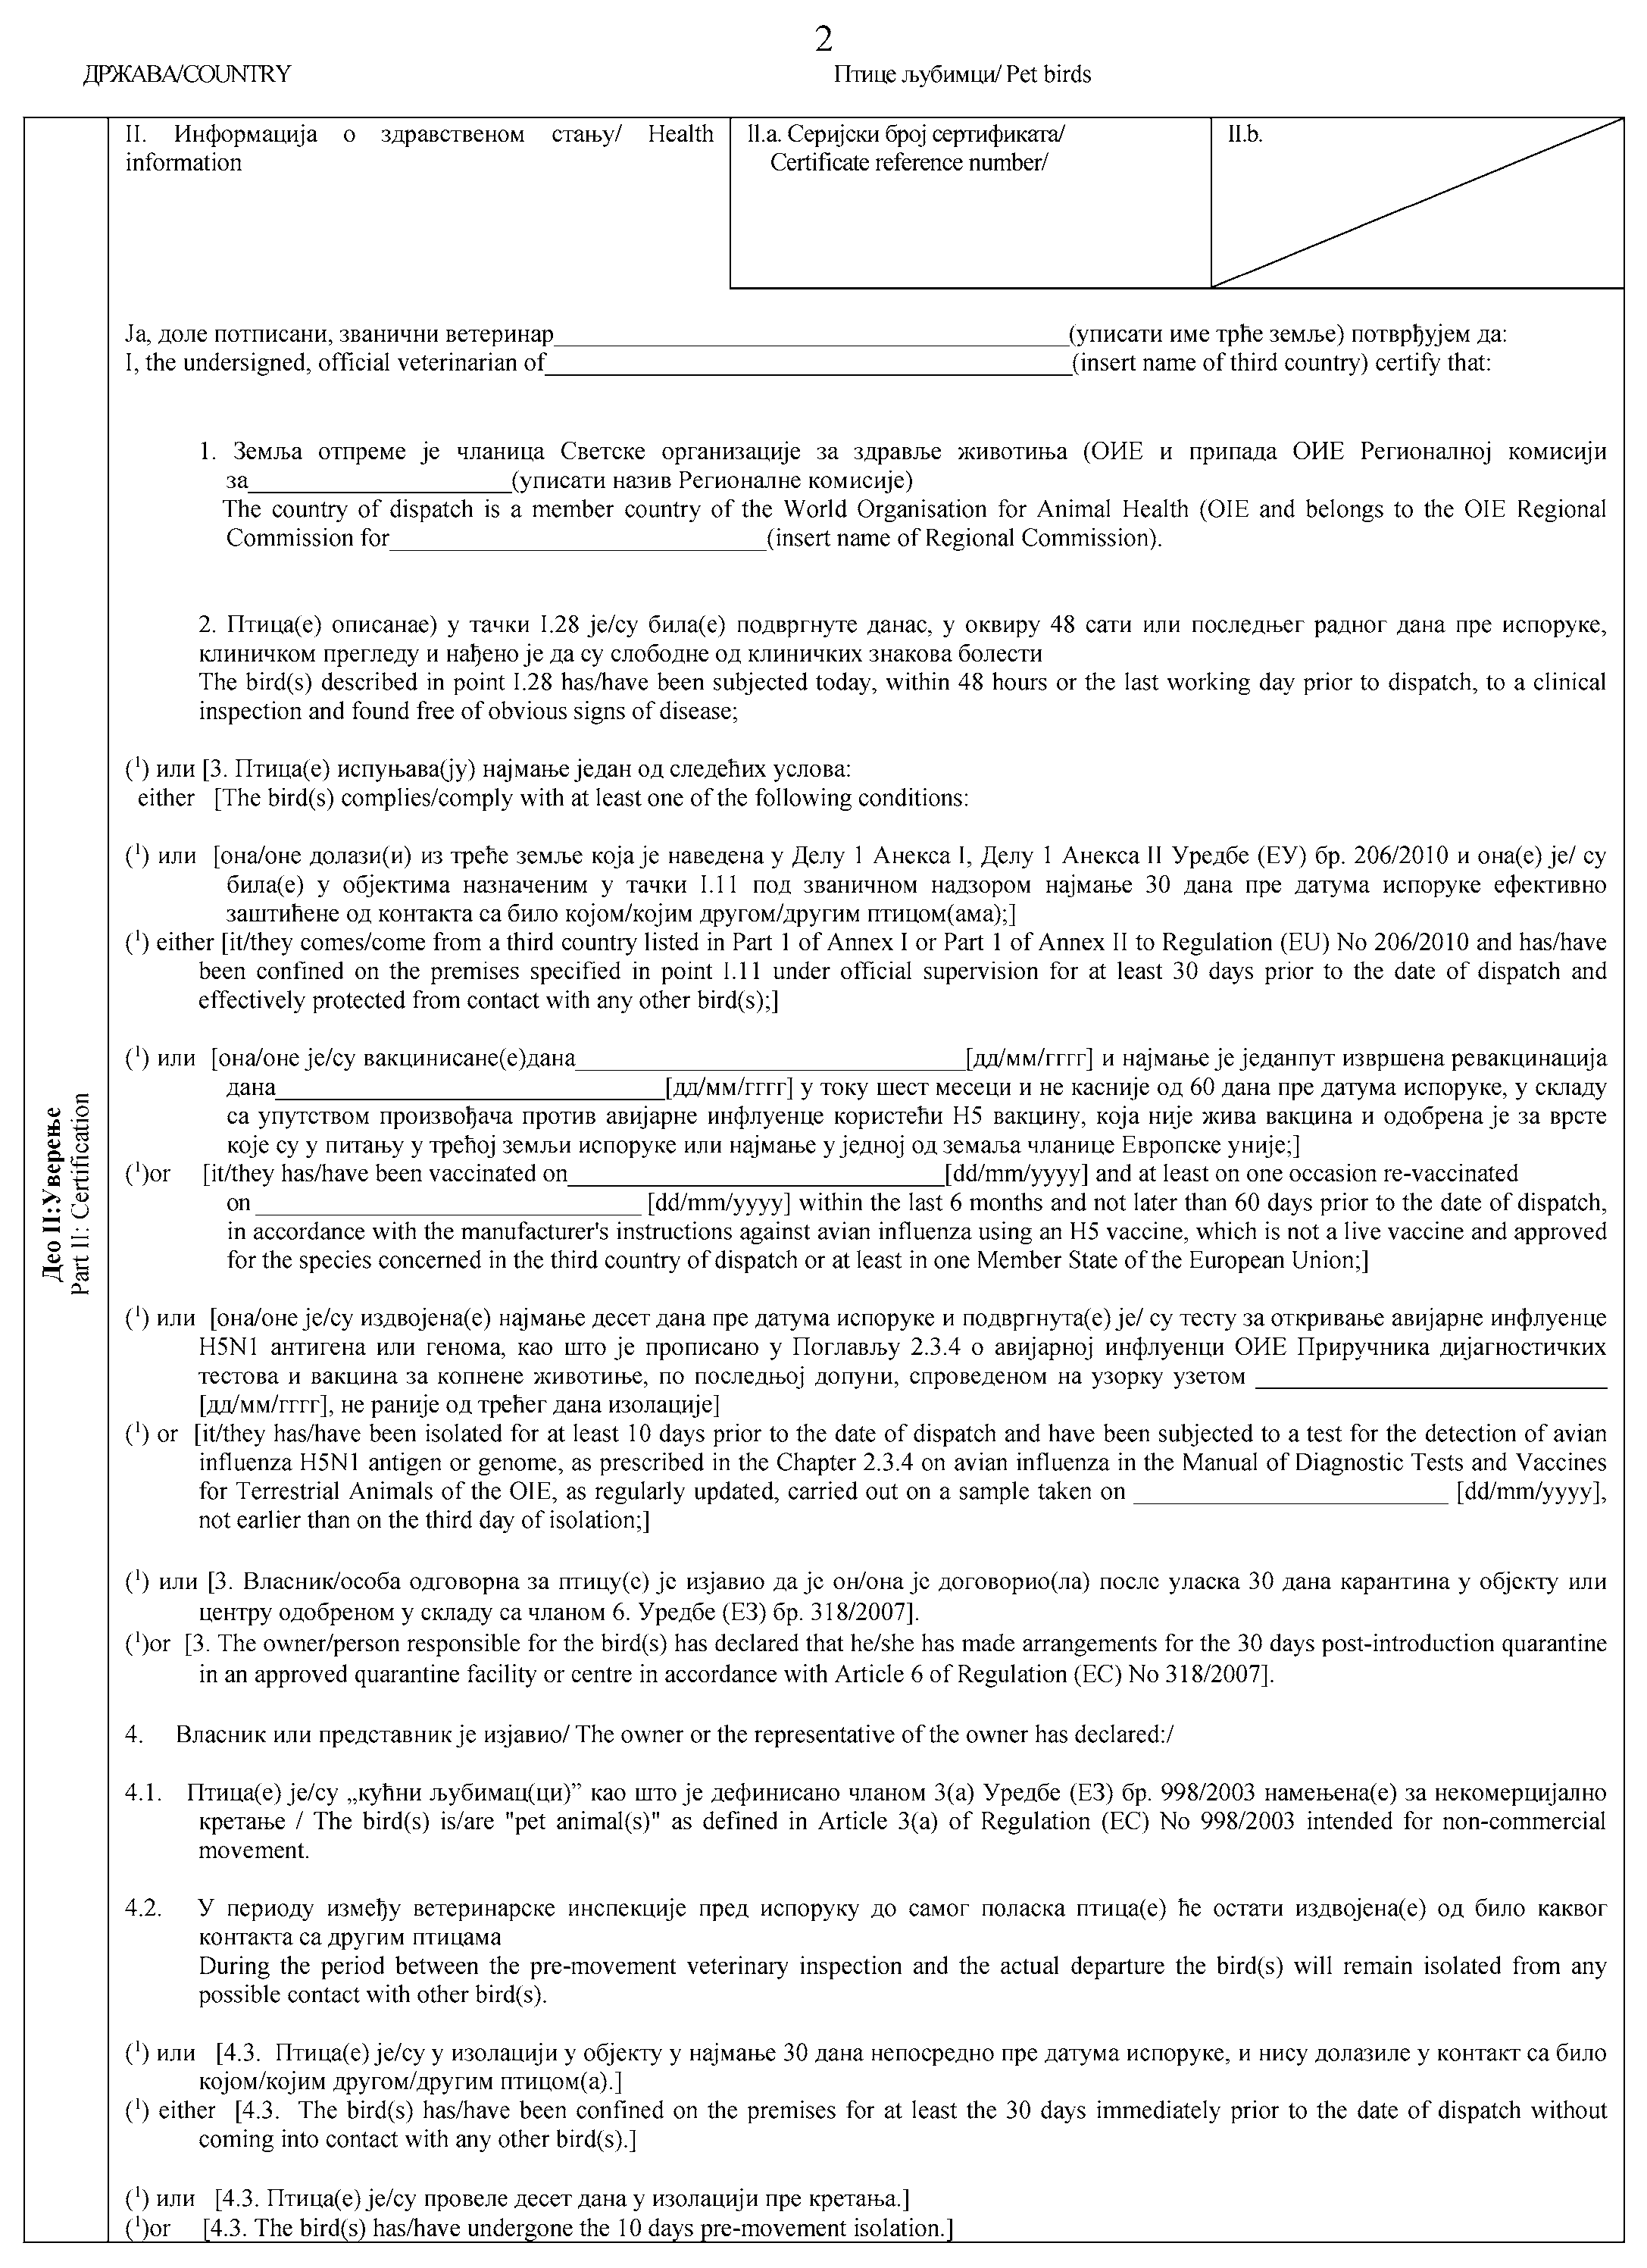 2
ДРЖАВА/COUNTRY
Птице љубимци/ Pet birds
II. Информација о здравственом стању/ Health
information
II.a. Серијски број сертификата/
Certificate reference number/
II.b.
Ја, доле потписани, званични ветеринар_______________(уписати име трће земље) потврђујем да:
I, the undersigned, official veterinarian of_______________(insert name of third country) certify that:
1. Земља отпреме је чланица Светске организације за здравље животиња (ОИЕ и припада ОИЕ Регионалној комисији
за_______________(уписати назив Регионалне комисије)
The country of dispatch is a member country of the World Organisation for Animal Health (OIE and belongs to the OIE Regional
Commission for_______________(insert name of Regional Commission).
2. Птица(е) описанае) у тачки I.28 је/су била(е) подвргнуте данас, у оквиру 48 сати или последњег радног дана пре испоруке,
клиничком прегледу и нађено је да су слободне од клиничких знакова болести
The bird(s) described in point I.28 has/have been subjected today, within 48 hours or the last working day prior to dispatch, to a clinical
inspection and found free of obvious signs of disease;
(¹) или [3. Птица(е) испуњава(ју) најмање један од следећих услова:
either [The bird(s) complies/comply with at least one of the following conditions:
(¹) или [она/оне долази(и) из треће земље која је наведена у Делу 1 Анекса I, Делу 1 Анекса II Уредбе (ЕУ) бр. 206/2010 и она(е) је/ су
била(е) у објектима назначеним у тачки I.11 под званичном надзором најмање 30 дана пре датума испоруке ефективно
заштићене од контакта са било којом/којим другом/другим птицом(ама);]
(¹) either [it/they comes/come from a third country listed in Part 1 of Annex I or Part 1 of Annex II to Regulation (EU) No 206/2010 and has/have
been confined on the premises specified in point I.11 under official supervision for at least 30 days prior to the date of dispatch and
effectively protected from contact with any other bird(s);]
(¹) или [она/оне је/су вакцинисане(е)дана_______________[дд/мм/гггг] и најмање је једанпут извршена ревакцинација
дана_______________[дд/мм/гггг] у току шест месеци и не касније од 60 дана пре датума испоруке, у складу
са упутством произвођача против авијарне инфлуенце користећи H5 вакцину, која није жива вакцина и одобрена је за врсте
које су у питању у трећој земљи испоруке или најмање у једној од земаља чланице Европске уније;]
(¹)or [it/they has/have been vaccinated on_______________[dd/mm/yyyy] and at least on one occasion re-vaccinated
on _______________ [dd/mm/yyyy] within the last 6 months and not later than 60 days prior to the date of dispatch,
in accordance with the manufacturer's instructions against avian influenza using an H5 vaccine, which is not a live vaccine and approved
for the species concerned in the third country of dispatch or at least in one Member State of the European Union;]
(¹) или [она/оне је/су издвојена(е) најмање десет дана пре датума испоруке и подвргнута(е) је/ су тесту за откривање авијарне инфлуенце
H5N1 антигена или генома, као што је прописано у Поглављу 2.3.4 о авијарној инфлуенци ОИЕ Приручника дијагностичких
тестова и вакцина за копнене животиње, по последњој допуни, спроведеном на узорку узетом _______________
[дд/мм/гггг], не раније од трећег дана изолације]
(¹) or [it/they has/have been isolated for at least 10 days prior to the date of dispatch and have been subjected to a test for the detection of avian
influenza H5N1 antigen or genome, as prescribed in the Chapter 2.3.4 on avian influenza in the Manual of Diagnostic Tests and Vaccines
for Terrestrial Animals of the OIE, as regularly updated, carried out on a sample taken on _______________ [dd/mm/yyyy],
not earlier than on the third day of isolation;]
(¹) или [3. Власник/особа одговорна за птицу(е) је изјавио да је он/она је договорио(ла) после уласка 30 дана карантина у објекту или
центру одобреном у складу са чланом 6. Уредбе (ЕЗ) бр. 318/2007].
(¹)or [3. The owner/person responsible for the bird(s) has declared that he/she has made arrangements for the 30 days post-introduction quarantine
in an approved quarantine facility or centre in accordance with Article 6 of Regulation (EC) No 318/2007].
4. Власник или представник је изјавио/ The owner or the representative of the owner has declared:/
4.1. Птица(е) је/су „кућни љубимац(ци)” као што је дефинисано чланом 3(а) Уредбе (ЕЗ) бр. 998/2003 намењена(е) за некомерцијално
кретање / The bird(s) is/are "pet animal(s)" as defined in Article 3(a) of Regulation (EC) No 998/2003 intended for non-commercial
movement.
4.2. У периоду између ветеринарске инспекције пред испоруку до самог поласка птица(е) ће остати издвојена(е) од било каквог
контакта са другим птицама
During the period between the pre-movement veterinary inspection and the actual departure the bird(s) will remain isolated from any
possible contact with other bird(s).
(¹) или [4.3. Птица(е) је/су у изолацији у објекту у најмање 30 дана непосредно пре датума испоруке, и нису долазиле у контакт са било
којом/којим другом/другим птицом(а).]
(¹) either [4.3. The bird(s) has/have been confined on the premises for at least the 30 days immediately prior to the date of dispatch without
coming into contact with any other bird(s).]
(¹) или [4.3. Птица(е) је/су провеле десет дана у изолацији пре кретања.]
(¹)or [4.3. The bird(s) has/have undergone the 10 days pre-movement isolation.]
Део II:Уверење
Part II: Certification